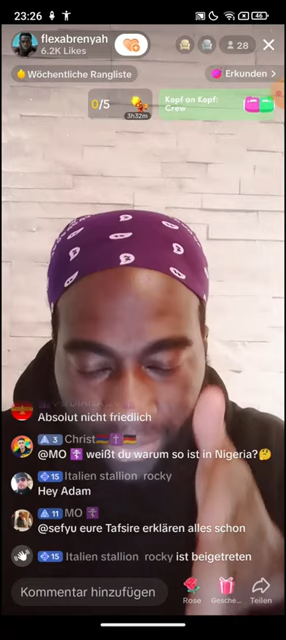 23:26
46
flexabrenyah
6.2K Likes
28
Wöchentliche Rangliste
Erkunden
0/5
3h32m
Kopf an Kopf:
Crew
Absolut nicht friedlich
3 Christ
@MO weißt du warum so ist in Nigeria?
15 Italien stallion rocky
Hey Adam
11 MO
@sefyu eure Tafsire erklären alles schon
15 Italien stallion rocky ist beigetreten
Kommentar hinzufügen
Rose
Gesche...
Teilen